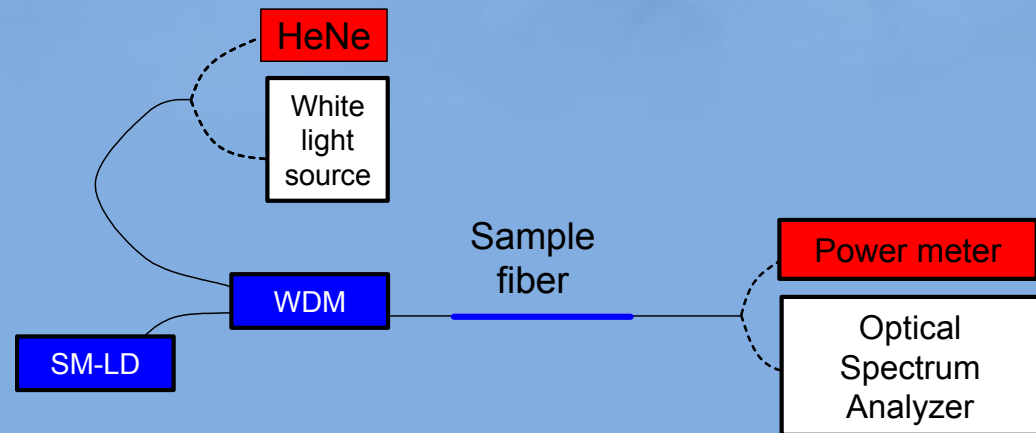 HeNe
White
light
source
Sample
fiber
Power meter
WDM
Optical
Spectrum
Analyzer
SM-LD